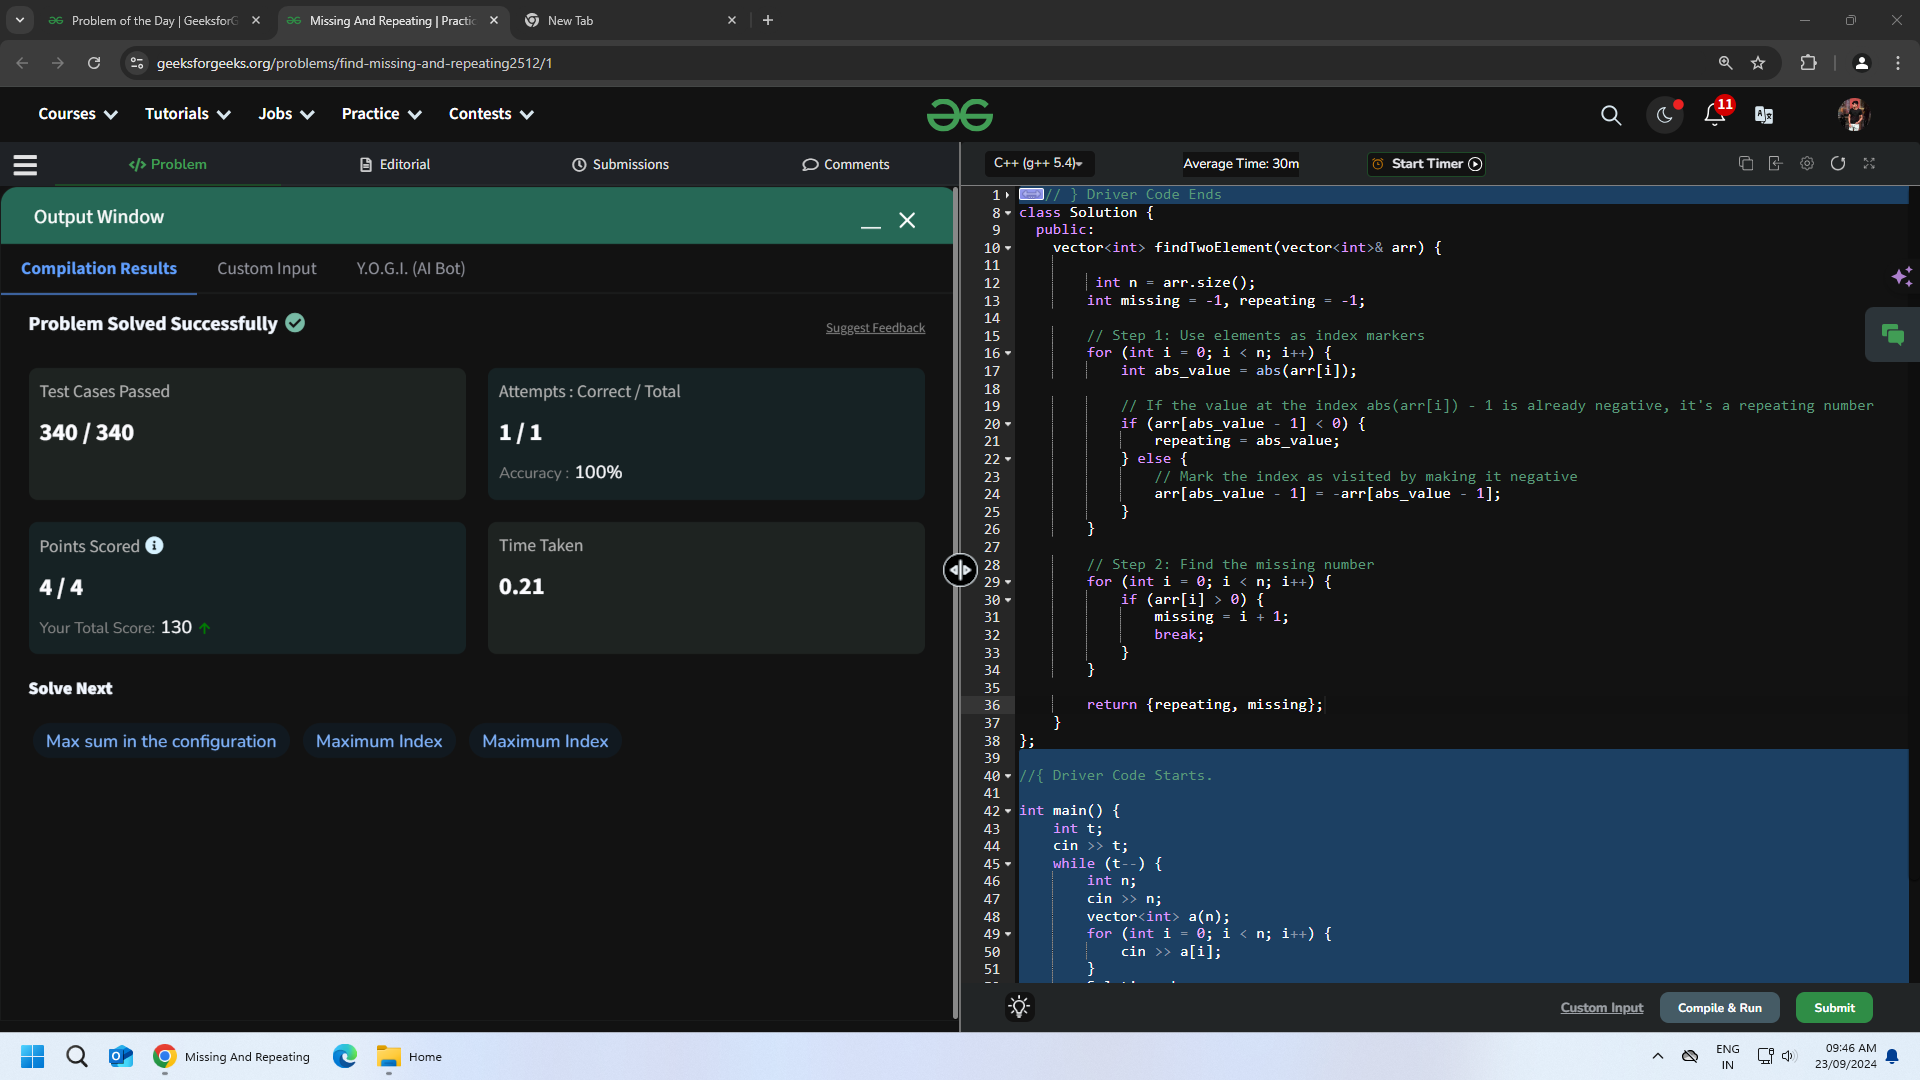 Problem of the Day | GeeksforG
Missing And Repeating | Practic
New Tab
geeksforgeeks.org/problems/find-missing-and-repeating2512/1
Courses
Tutorials
Jobs
Practice
Contests
11
Problem
Editorial
Submissions
Comments
C++ (g++ 5.4)
Average Time: 30m
Start Timer
Output Window
Compilation Results
Custom Input
Y.O.G.I. (AI Bot)
Problem Solved Successfully
Suggest Feedback
Test Cases Passed
340 / 340
Attempts : Correct / Total
1 / 1
Accuracy : 100%
Points Scored
4 / 4
Your Total Score: 130
Time Taken
0.21
Solve Next
Max sum in the configuration
Maximum Index
Maximum Index
1 // } Driver Code Ends
8 class Solution {
9 public:
10 vector<int> findTwoElement(vector<int>& arr) {
11
12 int n = arr.size();
13 int missing = -1, repeating = -1;
14
15 // Step 1: Use elements as index markers
16 for (int i = 0; i < n; i++) {
17 int abs_value = abs(arr[i]);
18
19 // If the value at the index abs(arr[i]) - 1 is already negative, it's a repeating number
20 if (arr[abs_value - 1] < 0) {
21 repeating = abs_value;
22 } else {
23 // Mark the index as visited by making it negative
24 arr[abs_value - 1] = -arr[abs_value - 1];
25 }
26 }
27
28 // Step 2: Find the missing number
29 for (int i = 0; i < n; i++) {
30 if (arr[i] > 0) {
31 missing = i + 1;
32 break;
33 }
34 }
35
36 return {repeating, missing};
37 }
38 };
39
40 //{ Driver Code Starts.
41
42 int main() {
43 int t;
44 cin >> t;
45 while (t--) {
46 int n;
47 cin >> n;
48 vector<int> a(n);
49 for (int i = 0; i < n; i++) {
50 cin >> a[i];
51 }
Custom Input
Compile & Run
Submit
Missing And Repeating
Home
ENG
IN
09:46 AM
23/09/2024